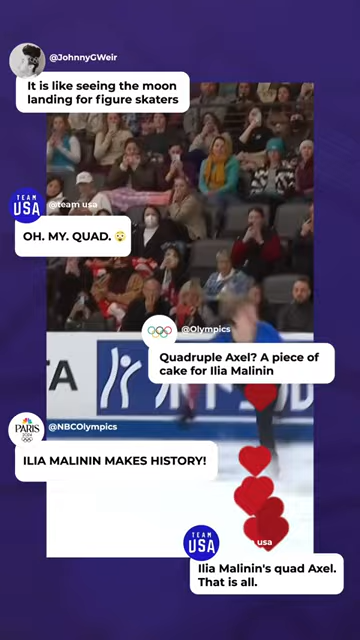 @JohnnyGWeir
It is like seeing the moon
landing for figure skaters
TEAM
USA
@team usa
OH. MY. QUAD. 😳
@Olympics
Quadruple Axel? A piece of
cake for Ilia Malinin
TA
PARIS
@NBCOlympics
ILIA MALININ MAKES HISTORY!
TEAM
USA
usa
Ilia Malinin's quad Axel.
That is all.